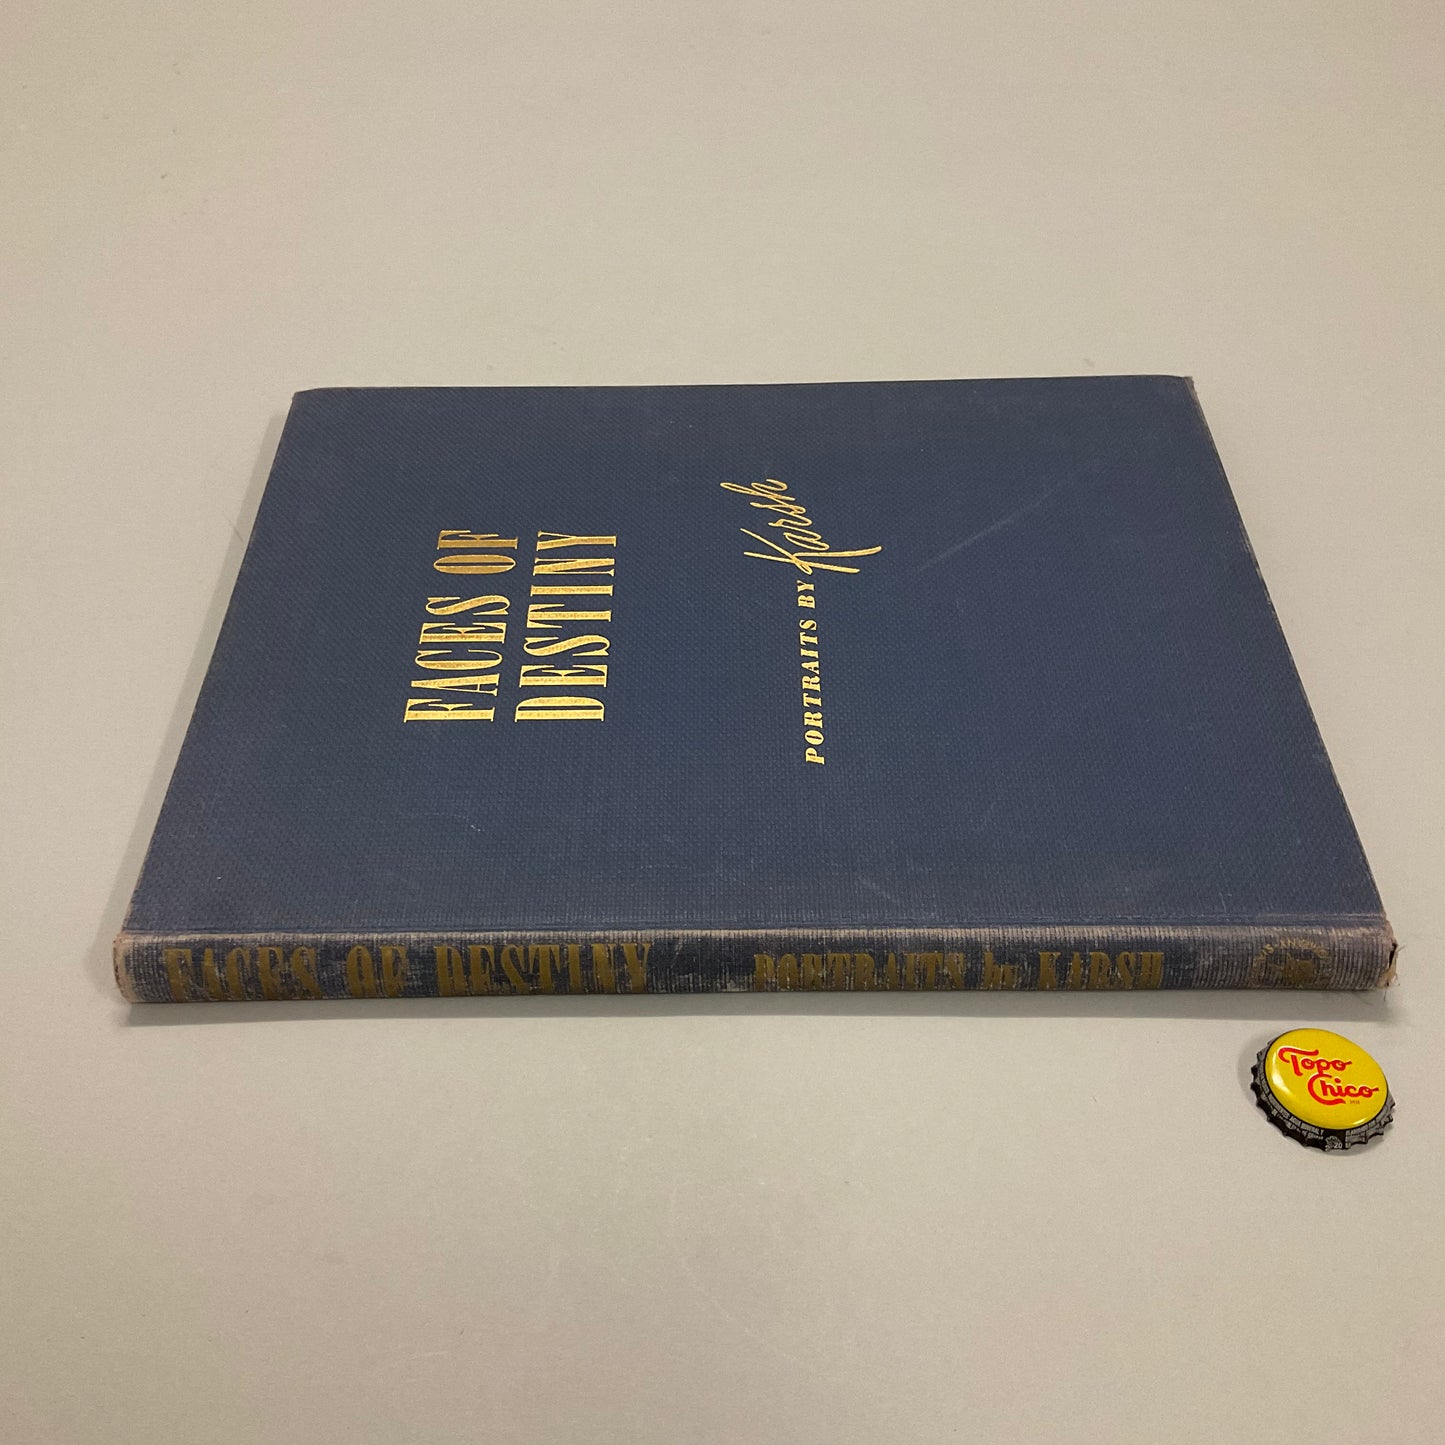 FACES OF
DESTINY
PORTRAITS BY Karsh
FACES OF DESTINY PORTRAITS by KARSH
Topo
Chico